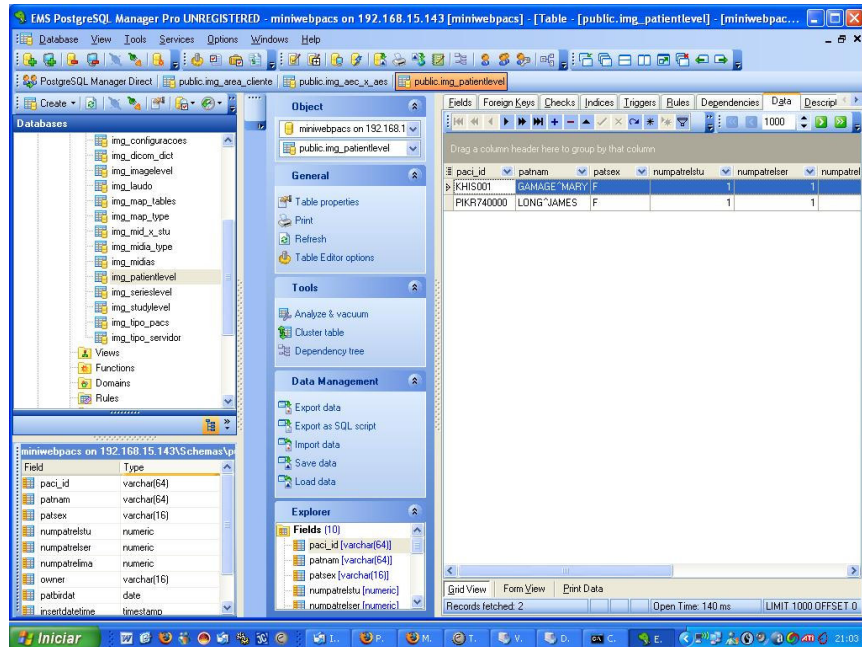 EMS PostgreSQL Manager Pro UNREGISTERED - miniwebpacs on 192.168.15.143 [miniwebpacs] - [Table - [public.img_patientlevel] - [miniwebpac...
Database View Tools Services Options Windows Help
PostgreSQL Manager Direct public.img_area_cliente public.img_aec_x_aes public.img_patientlevel
Create
Databases
img_configuracoes
img_dicom_dict
img_imagelevel
img_laudo
img_map_tables
img_map_type
img_mid_x_stu
img_midia_type
img_midias
img_patientlevel
img_serieslevel
img_studylevel
img_tipo_pacs
img_tipo_servidor
Views
Functions
Domains
Rules
miniwebpacs on 192.168.15.143\Schemas\p
Field Type
paci_id varchar(64)
patnam varchar(64)
patsex varchar(16)
numpatrelstu numeric
numpatrelser numeric
numpatrelima numeric
owner varchar(16)
patbirdat date
insertdatetime timestamp
Object
miniwebpacs on 192.168.1
public.img_patientlevel
General
Table properties
Print
Refresh
Table Editor options
Tools
Analyze & vacuum
Cluster table
Dependency tree
Data Management
Export data
Export as SQL script
Import data
Save data
Load data
Explorer
Fields (10)
paci_id [varchar(64)]
patnam [varchar(64)]
patsex [varchar(16)]
numpatrelstu [numeric]
numpatrelser [numeric]
Fields Foreign Keys Checks Indices Triggers Rules Dependencies Data Descript
1000
Drag a column header here to group by that column
paci_id patnam patsex numpatrelstu numpatrelser numpatrel
KHIS001 GAMAGE^MARY F 1 1
PIKR740000 LONG^JAMES F 1 1
Grid View Form View Print Data
Records fetched: 2 Open Time: 140 ms LIMIT 1000 OFFSET 0
Iniciar I.. P. M. T. V. D. C. E. 21:03